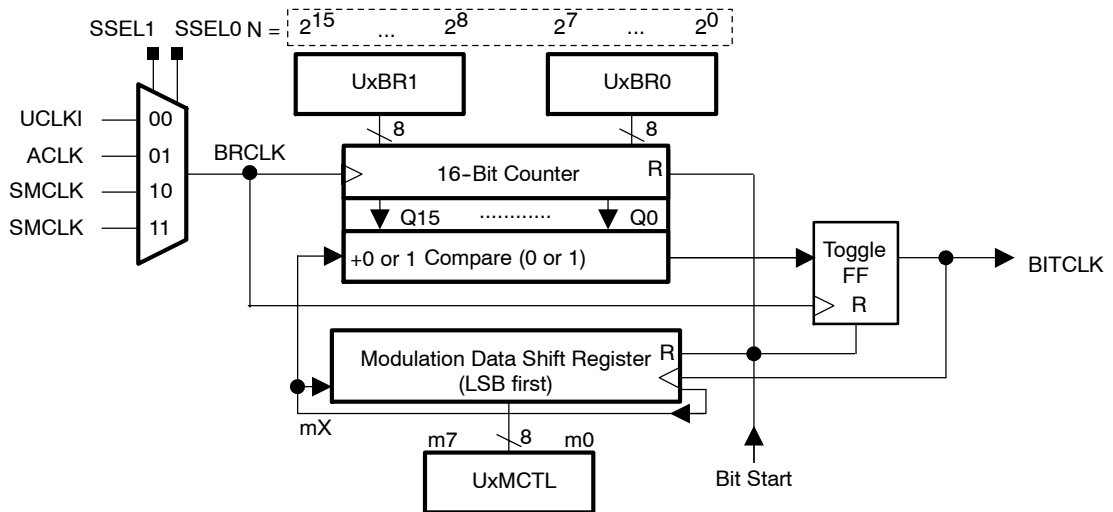 SSEL1 SSEL0 N = 2^15 ... 2^8 2^7 ... 2^0
UxBR1 UxBR0
8 8
UCLKI 00
ACLK 01
SMCLK 10
SMCLK 11
BRCLK
16-Bit Counter R
Q15 ............ Q0
+0 or 1 Compare (0 or 1)
Toggle
FF
R
BITCLK
Modulation Data Shift Register R
(LSB first)
mX
m7 8 m0
UxMCTL
Bit Start